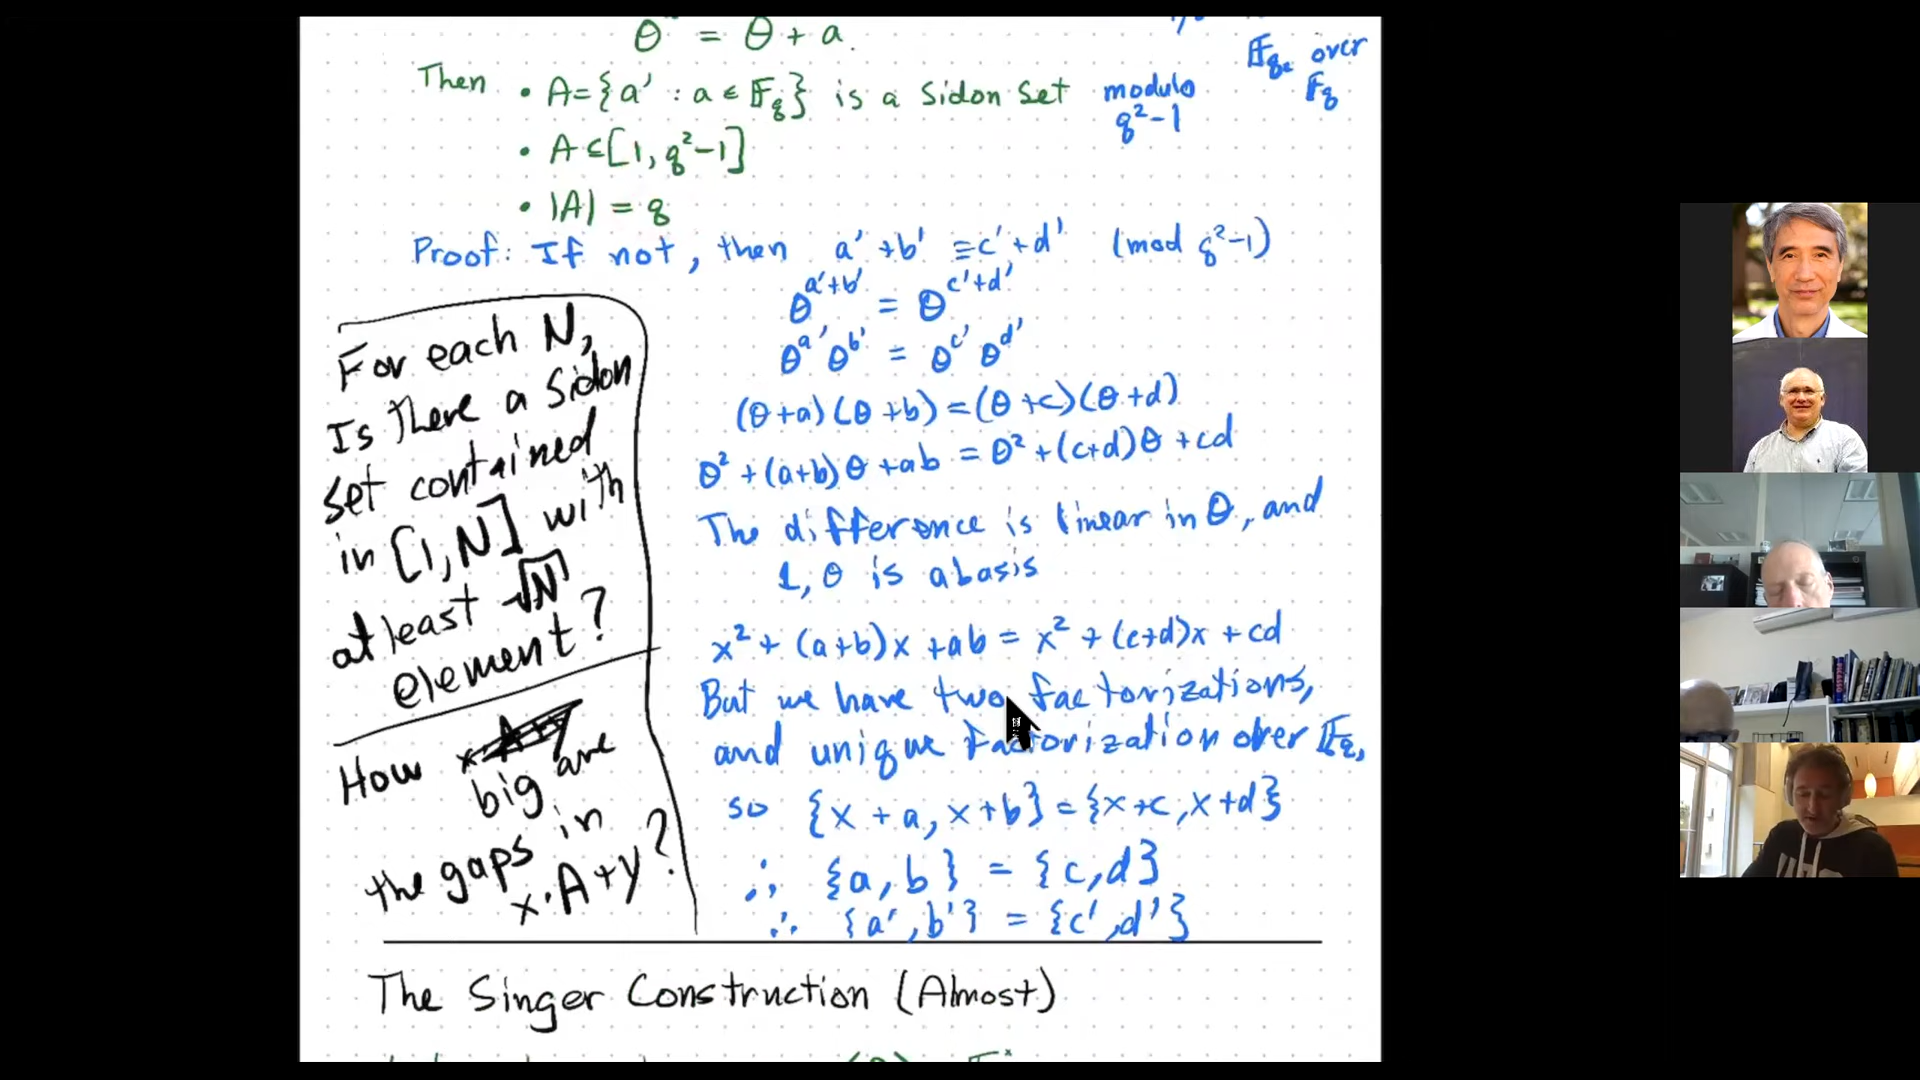 θ = θ + a.
𝔽_{q²} over
𝔽_q
Then • A = {a' : a ∈ 𝔽_q} is a Sidon Set modulo
q²-1
• A ⊆ [1, q²-1]
• |A| = q
Proof: If not, then a' + b' ≡ c' + d' (mod q²-1)
θ^{a'+b'} = θ^{c'+d'}
θ^{a'} θ^{b'} = θ^{c'} θ^{d'}
(θ+a)(θ+b) = (θ+c)(θ+d)
θ² + (a+b)θ + ab = θ² + (c+d)θ + cd
The difference is linear in θ, and
1, θ is a basis
x² + (a+b)x + ab = x² + (c+d)x + cd
But we have two factorizations,
and unique factorization over 𝔽_q,
so {x+a, x+b} = {x+c, x+d}
∴ {a, b} = {c, d}
∴ {a', b'} = {c', d'}
For each N,
Is There a Sidon
set contained
in [1, N] with
at least √N
element?
How
big are
the gaps in
x·A+y?
The Singer Construction (Almost)